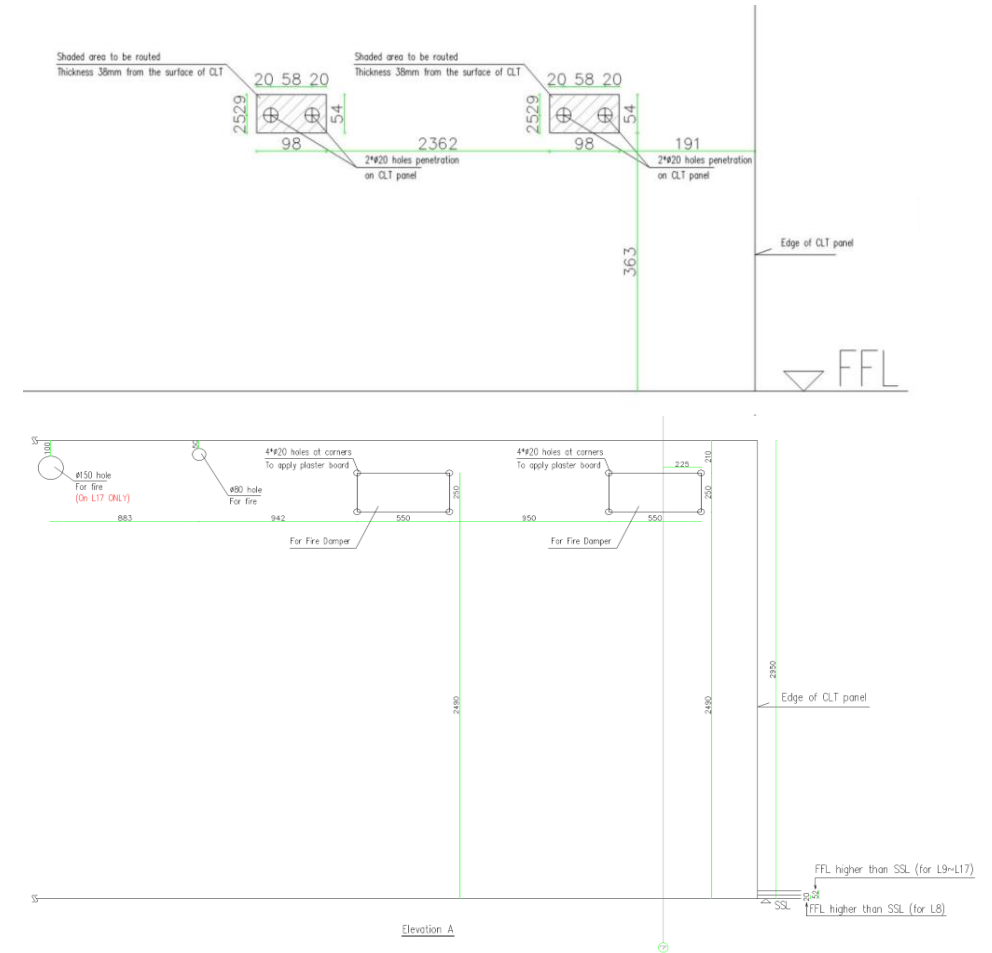 Shaded area to be routed
Thickness 38mm from the surface of CLT
Shaded area to be routed
Thickness 38mm from the surface of CLT
20 58 20
20 58 20
2529
54
2529
54
98
2362
98
191
2*ø20 holes penetration
on CLT panel
2*ø20 holes penetration
on CLT panel
363
Edge of CLT panel
FFL
100
50
4*ø20 holes at corners
To apply plaster board
4*ø20 holes at corners
To apply plaster board
210
225
ø150 hole
For fire
(On L17 ONLY)
ø80 hole
For fire
250
250
883
942
550
950
550
For Fire Damper
For Fire Damper
2950
2490
2490
Edge of CLT panel
FFL higher than SSL (for L9~L17)
20
52
SSL
FFL higher than SSL (for L8)
Elevation A